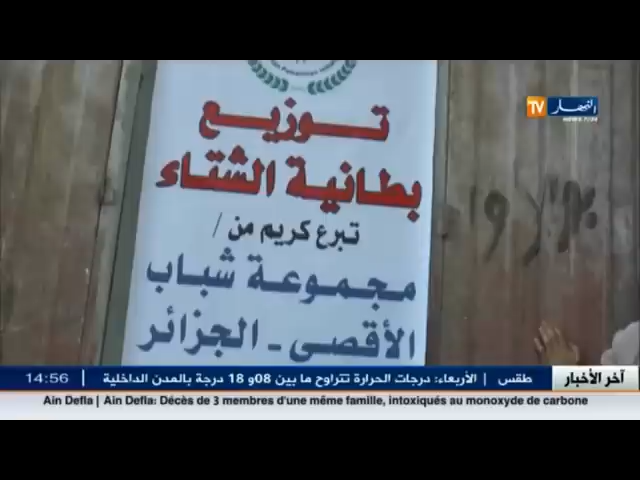 TV النهار
توزيع
بطانية الشتاء
تبرع كريم من /
مجموعة شباب
الأقصى - الجزائر
آخر الأخبار
طقس | الأربعاء: درجات الحرارة تتراوح ما بين 08و 18 درجة بالمدن الداخلية
14:56
Ain Defla | Ain Defla: Décès de 3 membres d'une même famille, intoxiqués au monoxyde de carbone